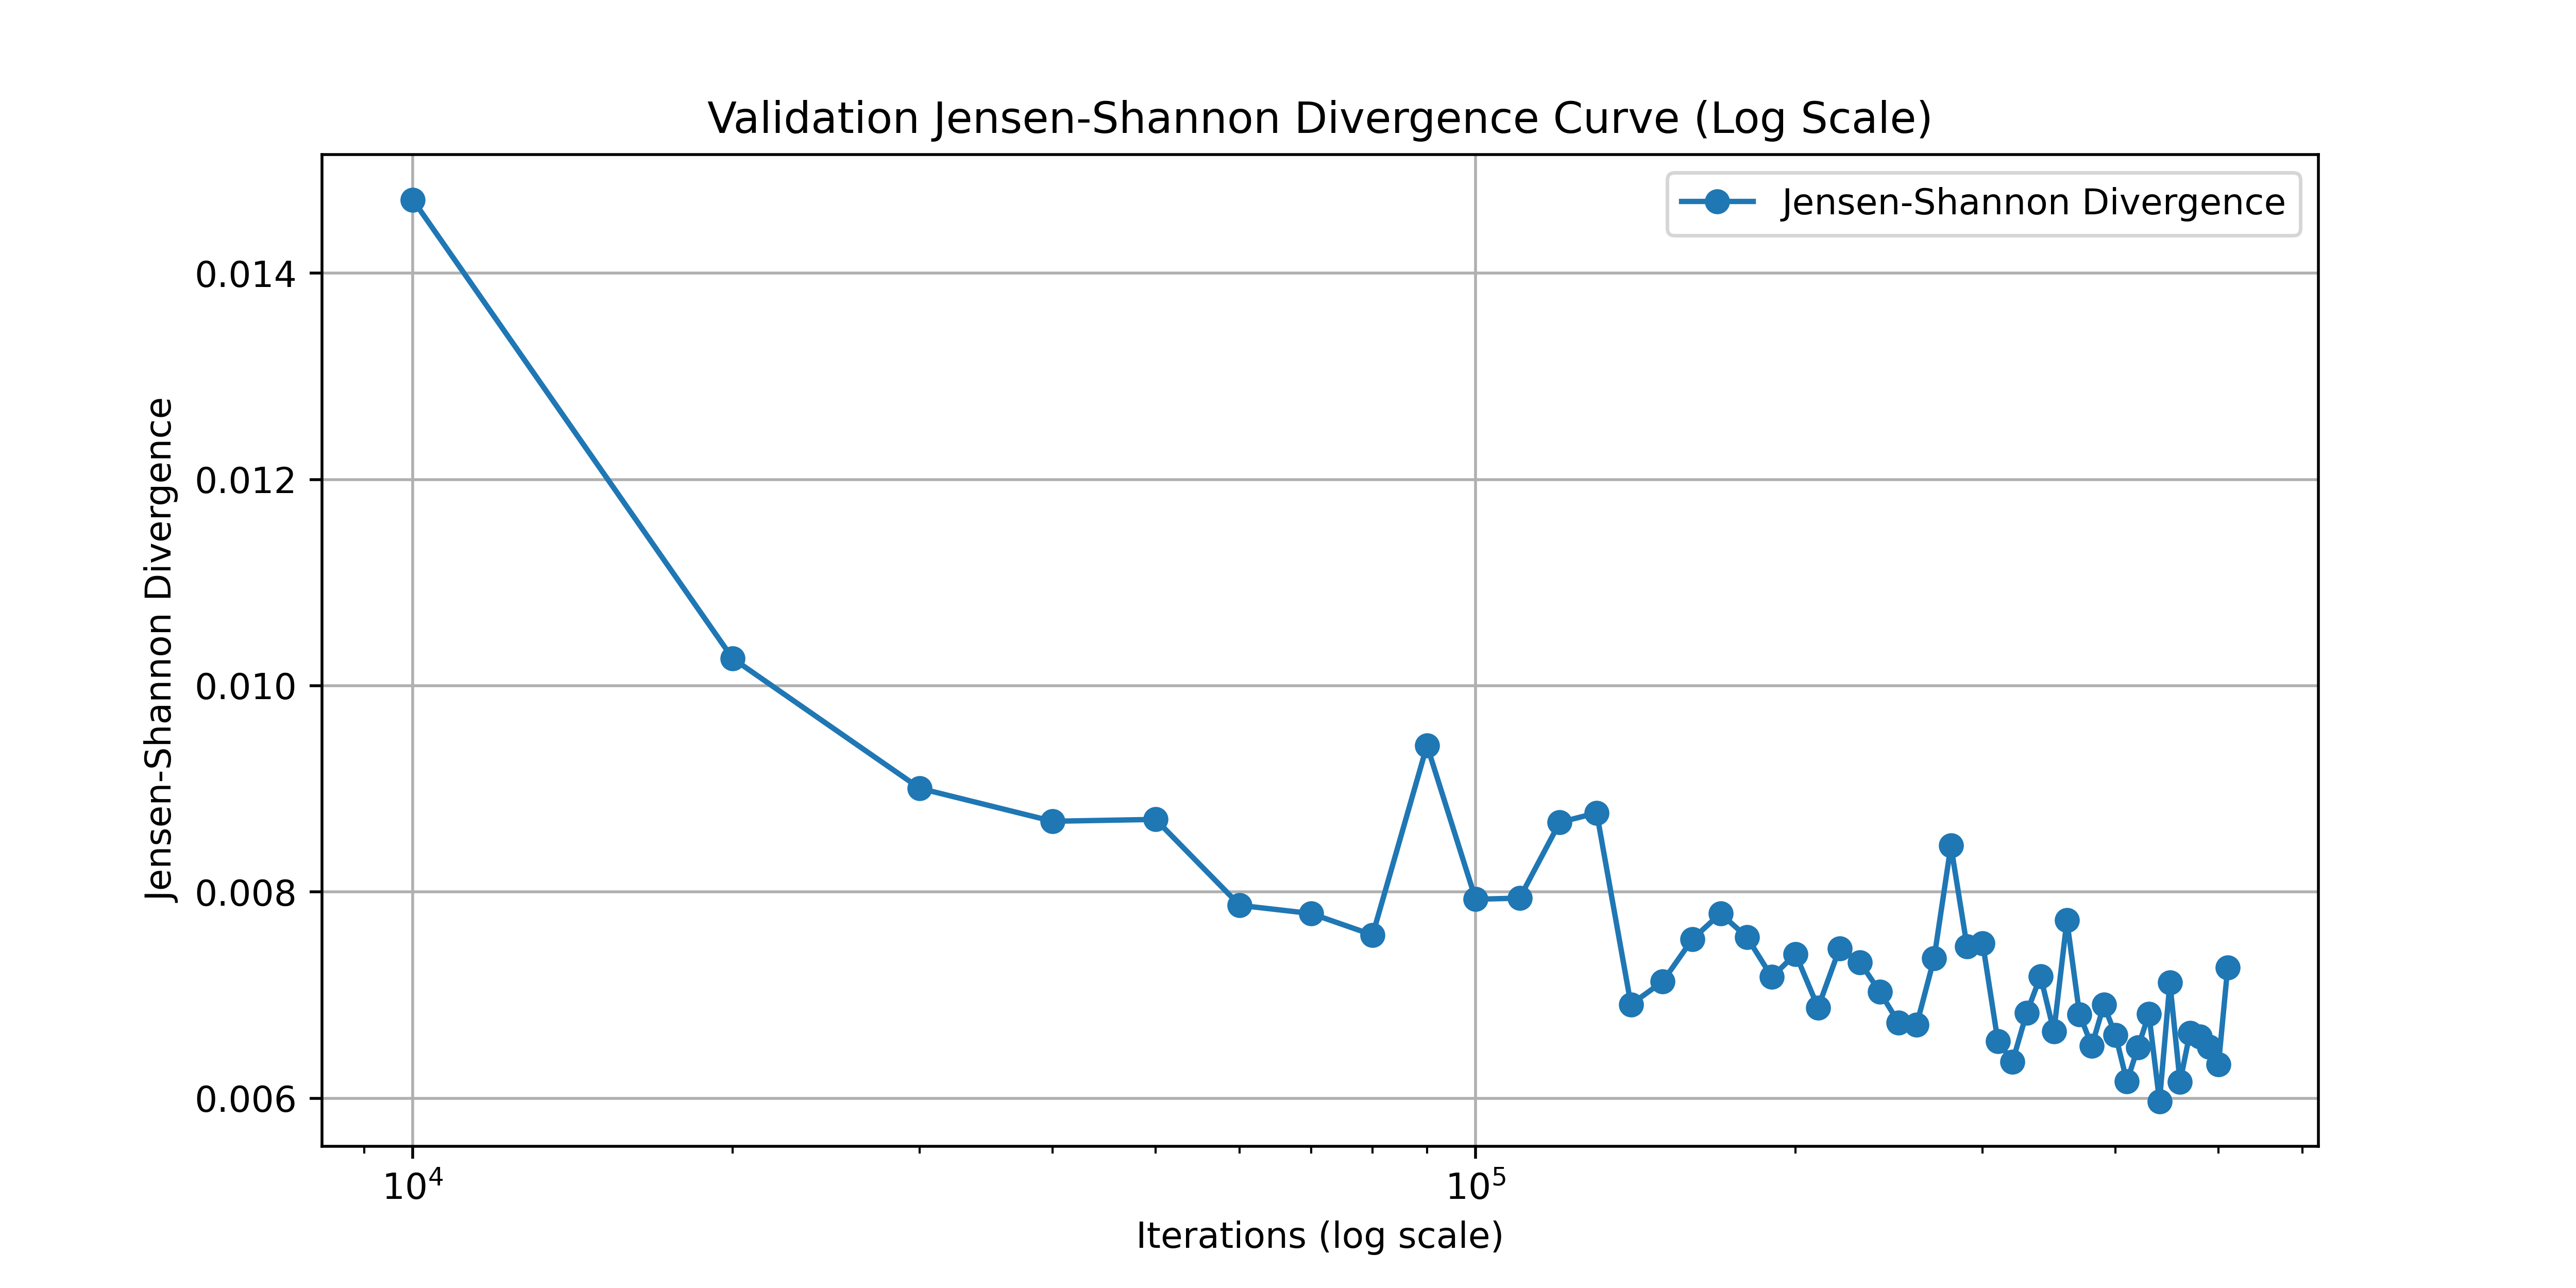 Validation Jensen-Shannon Divergence Curve (Log Scale)
Jensen-Shannon Divergence
0.014
0.012
0.010
0.008
0.006
Jensen-Shannon Divergence
10⁴
10⁵
Iterations (log scale)